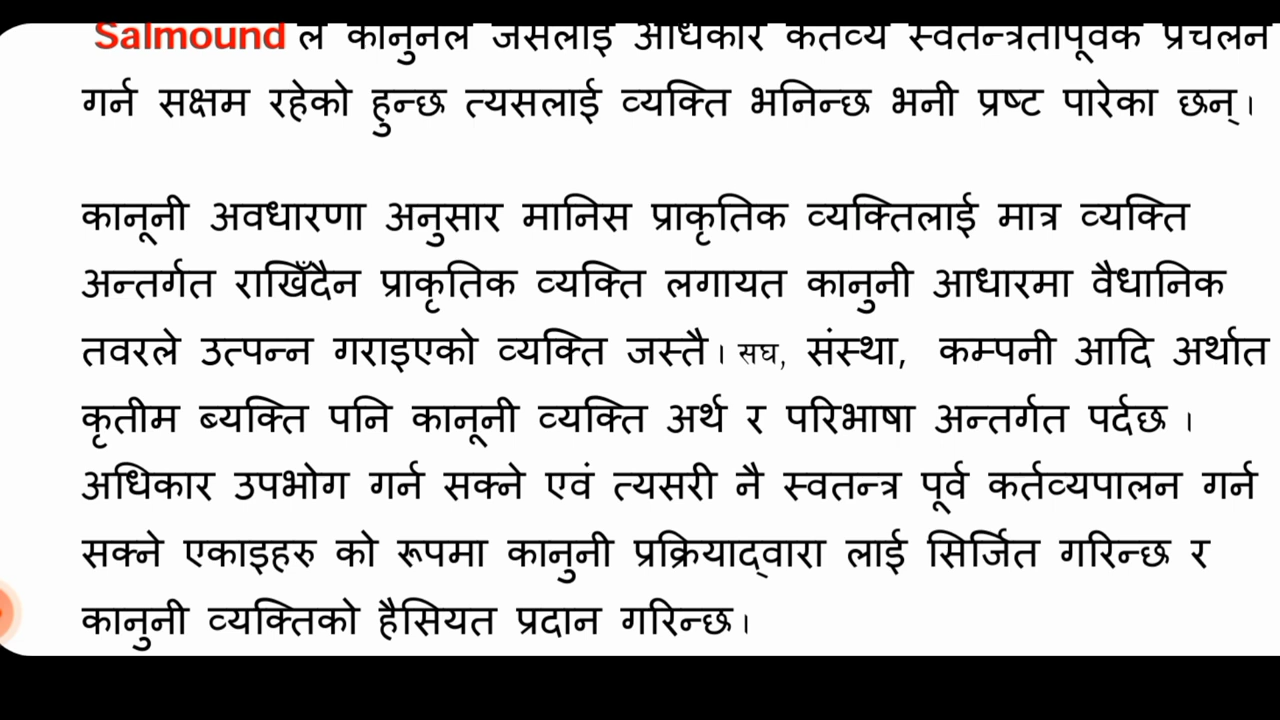 Salmound ले कानुनले जसलाई अधिकार कर्तव्य स्वतन्त्रतापूर्वक प्रचलन
गर्न सक्षम रहेको हुन्छ त्यसलाई व्यक्ति भनिन्छ भनी प्रष्ट पारेका छन्।
कानूनी अवधारणा अनुसार मानिस प्राकृतिक व्यक्तिलाई मात्र व्यक्ति
अन्तर्गत राखिँदैन प्राकृतिक व्यक्ति लगायत कानुनी आधारमा वैधानिक
तवरले उत्पन्न गराइएको व्यक्ति जस्तै। सघ, संस्था, कम्पनी आदि अर्थात
कृतीम ब्यक्ति पनि कानूनी व्यक्ति अर्थ र परिभाषा अन्तर्गत पर्दछ ।
अधिकार उपभोग गर्न सक्ने एवं त्यसरी नै स्वतन्त्र पूर्व कर्तव्यपालन गर्न
सक्ने एकाइहरु को रूपमा कानुनी प्रक्रियाद्वारा लाई सिर्जित गरिन्छ र
कानुनी व्यक्तिको हैसियत प्रदान गरिन्छ।